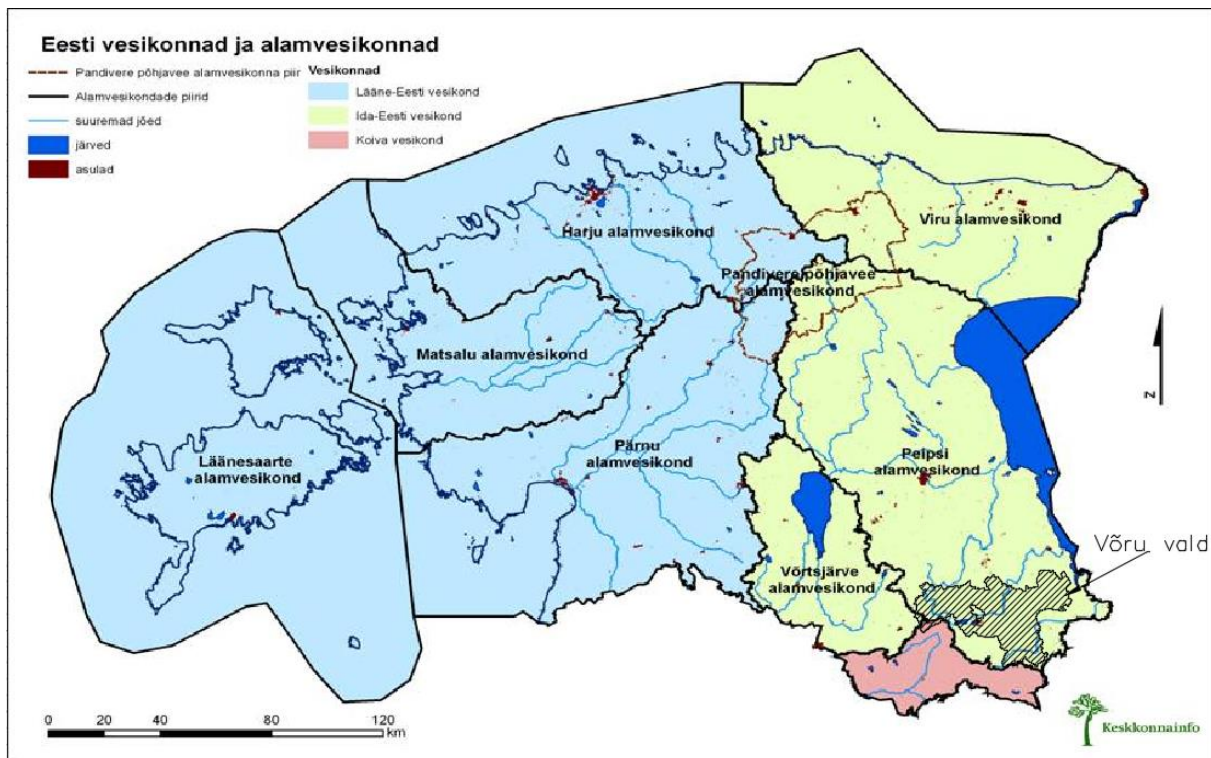 Eesti vesikonnad ja alamvesikonnad
Pandivere põhjavee alamvesikonna piir
Alamvesikondade piirid
suuremad jõed
järved
asulad
Vesikonnad
Lääne-Eesti vesikond
Ida-Eesti vesikond
Koiva vesikond
Harju alamvesikond
Viru alamvesikond
Pandivere põhjavee
alamvesikond
Matsalu alamvesikond
Läänesaarte
alamvesikond
Pärnu
alamvesikond
Peipsi
alamvesikond
Võrtsjärve
alamvesikond
Võru vald
N
0 20 40 80 120
km
Keskkonnainfo